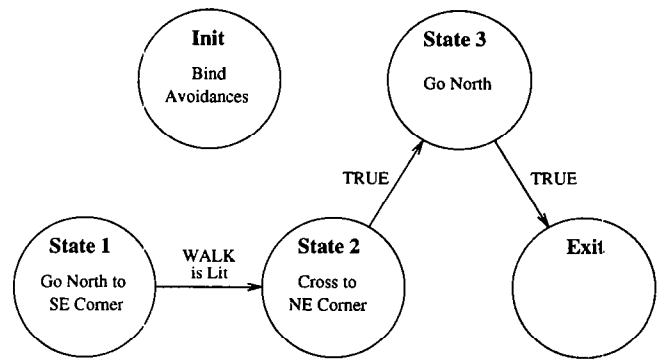 Init
Bind
Avoidances
State 3
Go North
TRUE
TRUE
State 1
Go North to
SE Corner
WALK
is Lit
State 2
Cross to
NE Corner
Exit